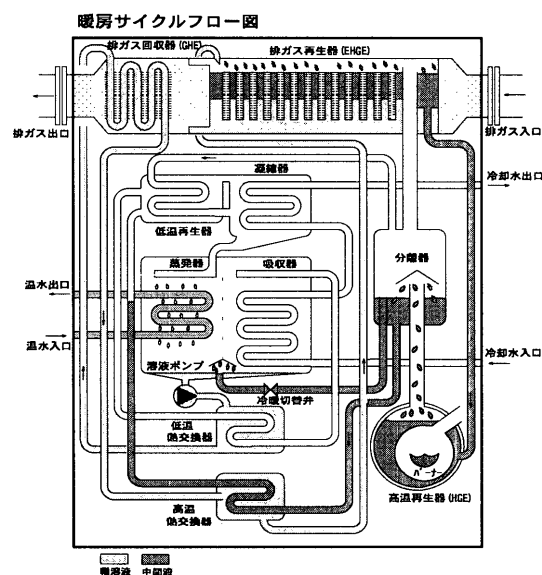 暖房サイクルフロー図
排ガス回収器(GHE)
排ガス再生器(EHGE)
排ガス出口
排ガス入口
凝縮器
冷却水出口
低温再生器
分離器
蒸発器
吸収器
温水出口
温水入口
溶液ポンプ
冷却水入口
冷暖切替弁
低温
熱交換器
バーナー
高温再生器(HGE)
高温
熱交換器
稀溶液
中間液